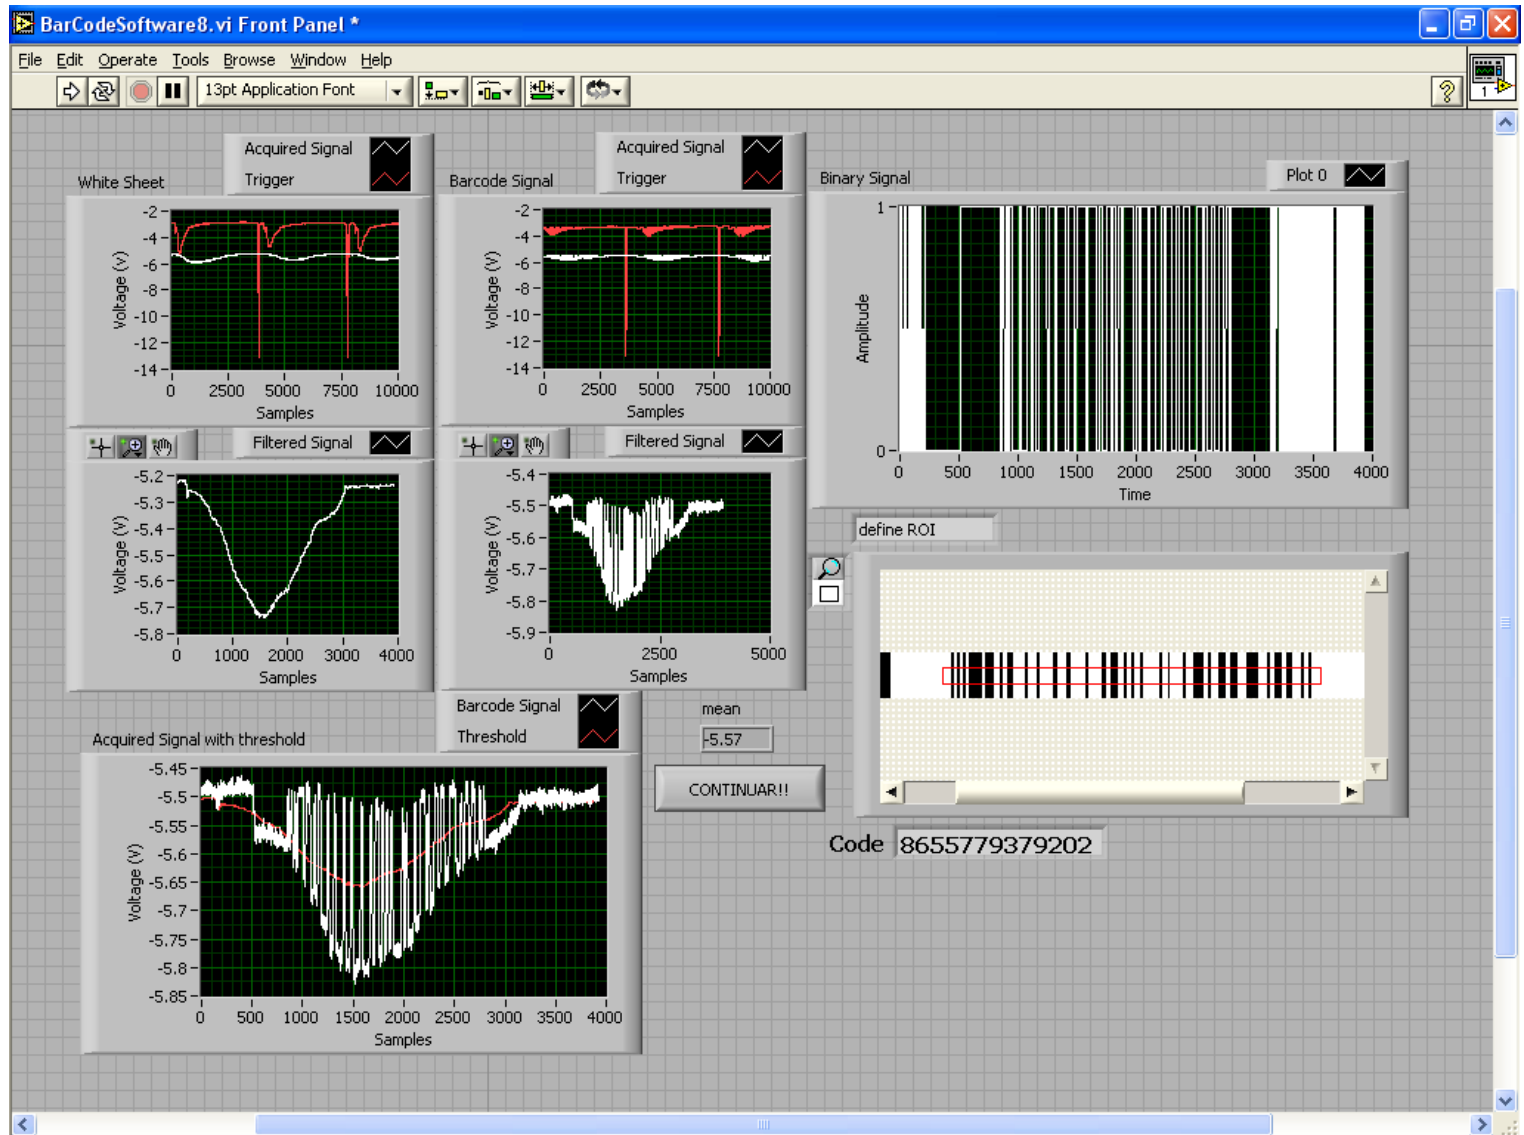 BarCodeSoftware8.vi Front Panel *
File Edit Operate Tools Browse Window Help
13pt Application Font
1
White Sheet
Acquired Signal
Trigger
-2
-4
-6
-8
-10
-12
-14
Voltage (V)
0 2500 5000 7500 10000
Samples
Barcode Signal
Acquired Signal
Trigger
-2
-4
-6
-8
-10
-12
-14
Voltage (V)
0 2500 5000 7500 10000
Samples
Binary Signal
Plot 0
1
0
Amplitude
0 500 1000 1500 2000 2500 3000 3500 4000
Time
Filtered Signal
-5.2
-5.3
-5.4
-5.5
-5.6
-5.7
-5.8
Voltage (V)
0 1000 2000 3000 4000
Samples
Filtered Signal
-5.4
-5.5
-5.6
-5.7
-5.8
-5.9
Voltage (V)
0 2500 5000
Samples
define ROI
Acquired Signal with threshold
Barcode Signal
Threshold
-5.45
-5.5
-5.55
-5.6
-5.65
-5.7
-5.75
-5.8
-5.85
Voltage (V)
0 500 1000 1500 2000 2500 3000 3500 4000
Samples
mean
-5.57
CONTINUAR!!
Code 8655779379202